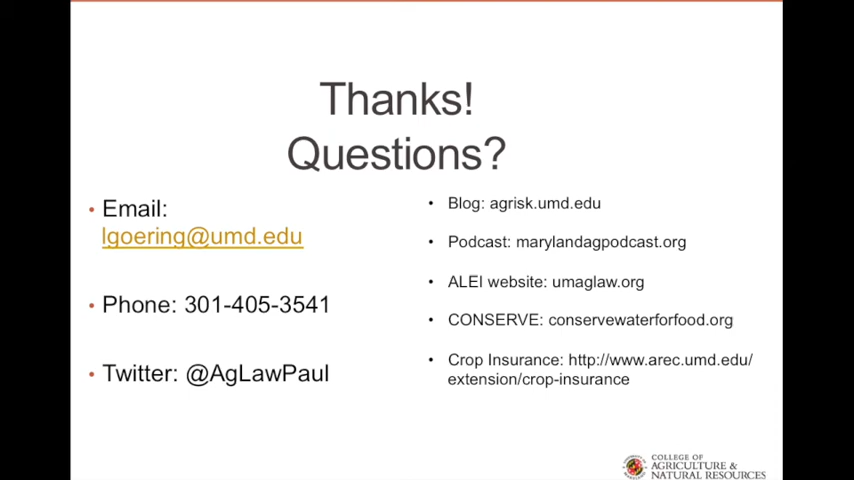 Thanks!
Questions?
• Email:
lgoering@umd.edu
• Phone: 301-405-3541
• Twitter: @AgLawPaul
• Blog: agrisk.umd.edu
• Podcast: marylandagpodcast.org
• ALEI website: umaglaw.org
• CONSERVE: conservewaterforfood.org
• Crop Insurance: http://www.arec.umd.edu/
extension/crop-insurance
COLLEGE OF
AGRICULTURE &
NATURAL RESOURCES